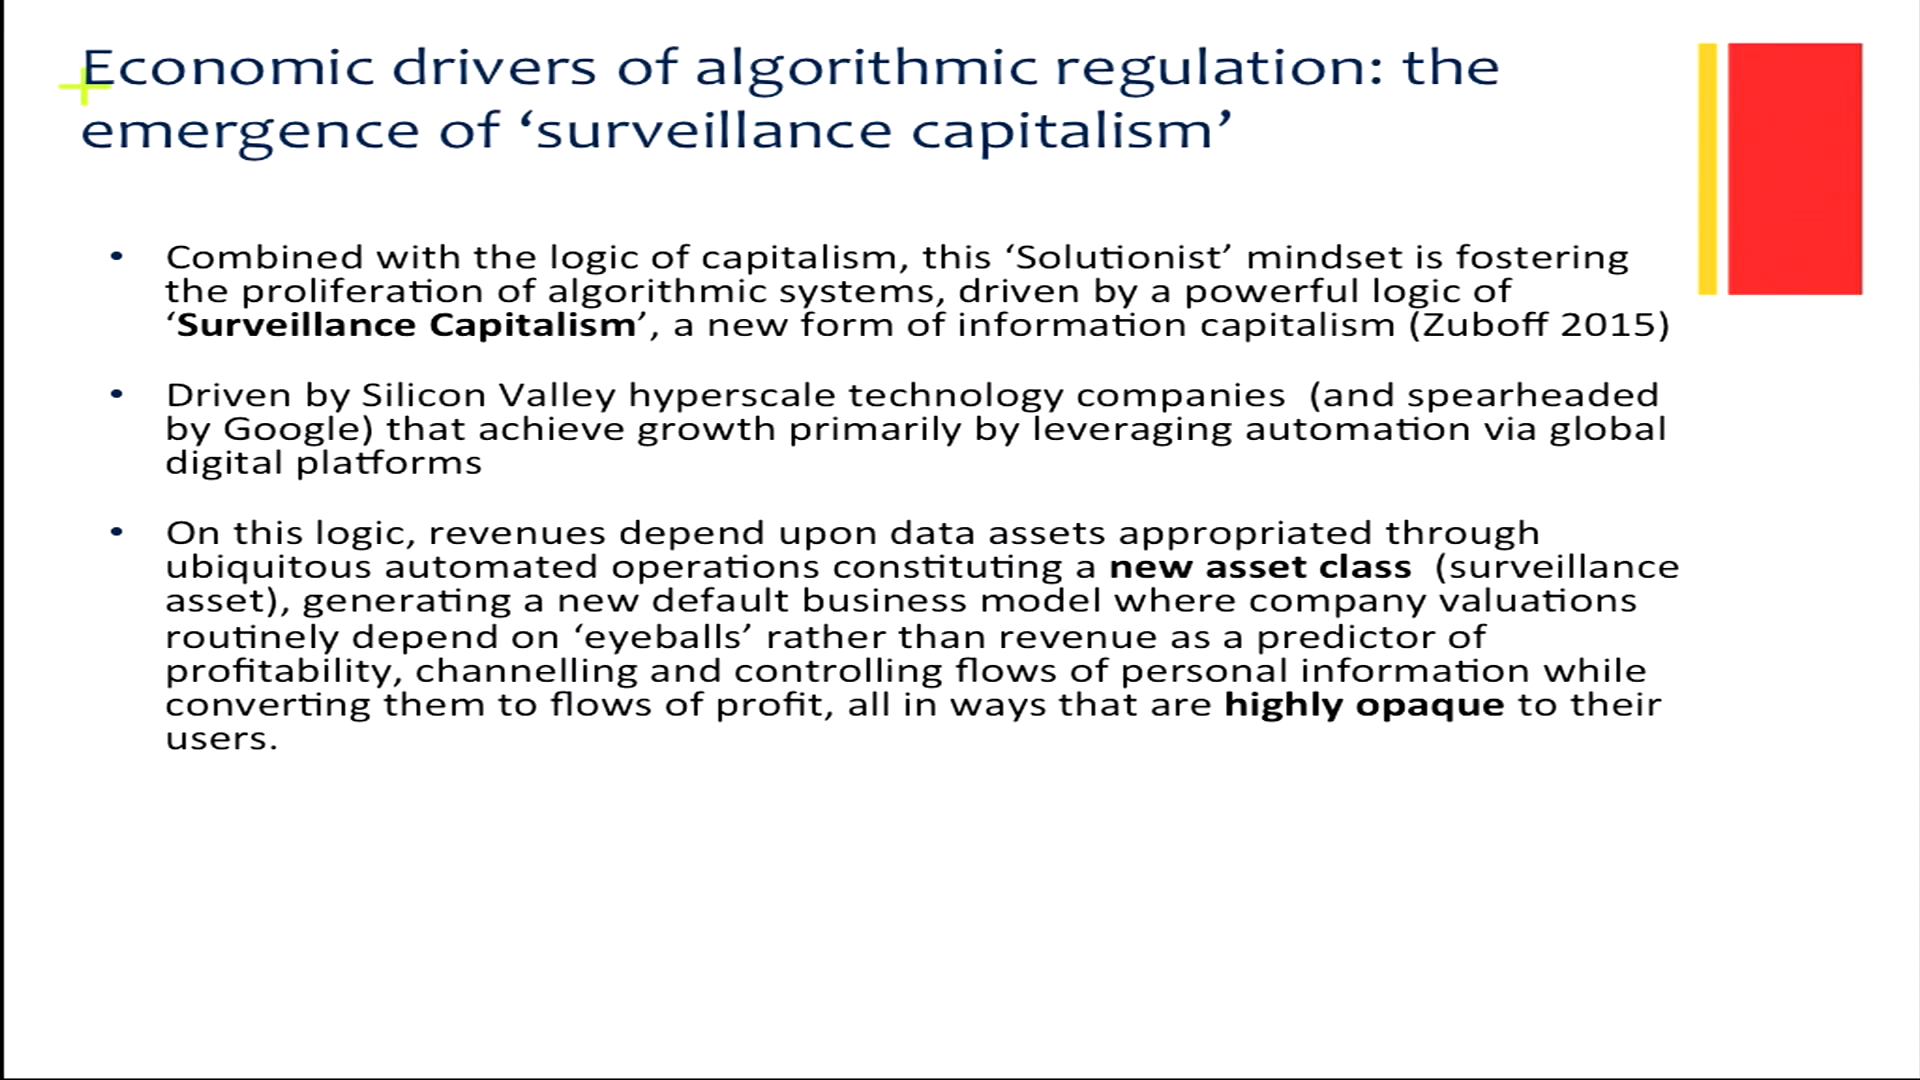 Economic drivers of algorithmic regulation: the
emergence of ‘surveillance capitalism’
• Combined with the logic of capitalism, this ‘Solutionist’ mindset is fostering
the proliferation of algorithmic systems, driven by a powerful logic of
‘Surveillance Capitalism’, a new form of information capitalism (Zuboff 2015)
• Driven by Silicon Valley hyperscale technology companies  (and spearheaded
by Google) that achieve growth primarily by leveraging automation via global
digital platforms
• On this logic, revenues depend upon data assets appropriated through
ubiquitous automated operations constituting a new asset class  (surveillance
asset), generating a new default business model where company valuations
routinely depend on ‘eyeballs’ rather than revenue as a predictor of
profitability, channelling and controlling flows of personal information while
converting them to flows of profit, all in ways that are highly opaque to their
users.